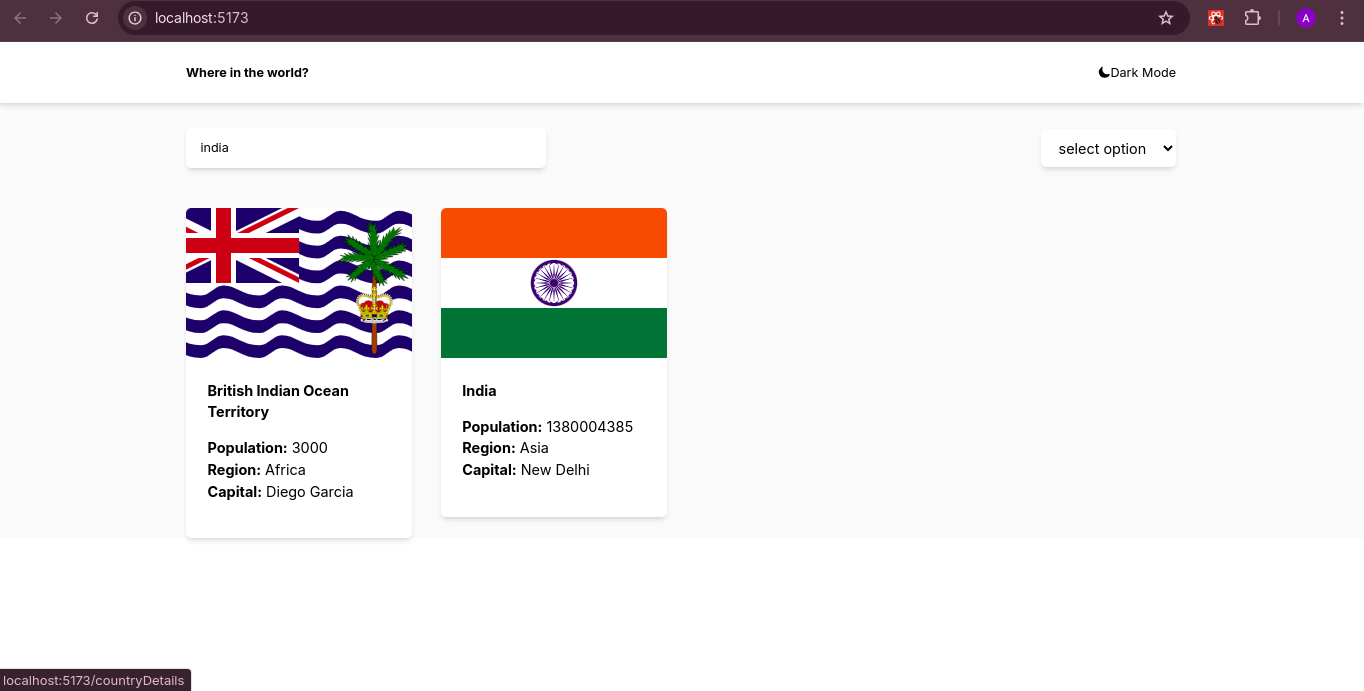 localhost:5173
A
Where in the world?
Dark Mode
india
select option
British Indian Ocean
Territory
Population: 3000
Region: Africa
Capital: Diego Garcia
India
Population: 1380004385
Region: Asia
Capital: New Delhi
localhost:5173/countryDetails